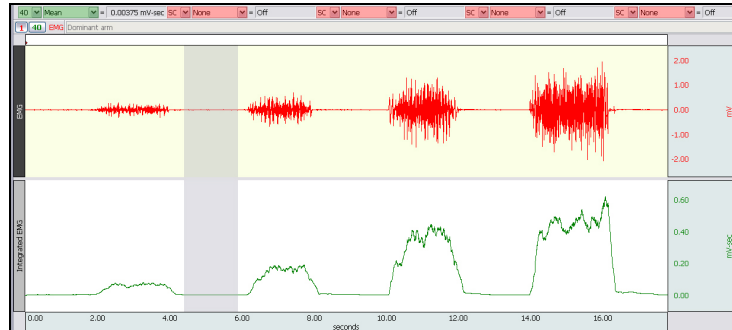 40 Mean = 0.00375 mV-sec SC None = Off SC None = Off SC None = Off SC None = Off
1 40 EMG Dominant arm
EMG
2.00
1.00
0.00
-1.00
-2.00
mV
Integrated EMG
0.60
0.40
0.20
0.00
mV-sec
0.00 2.00 4.00 6.00 8.00 10.00 12.00 14.00 16.00
seconds